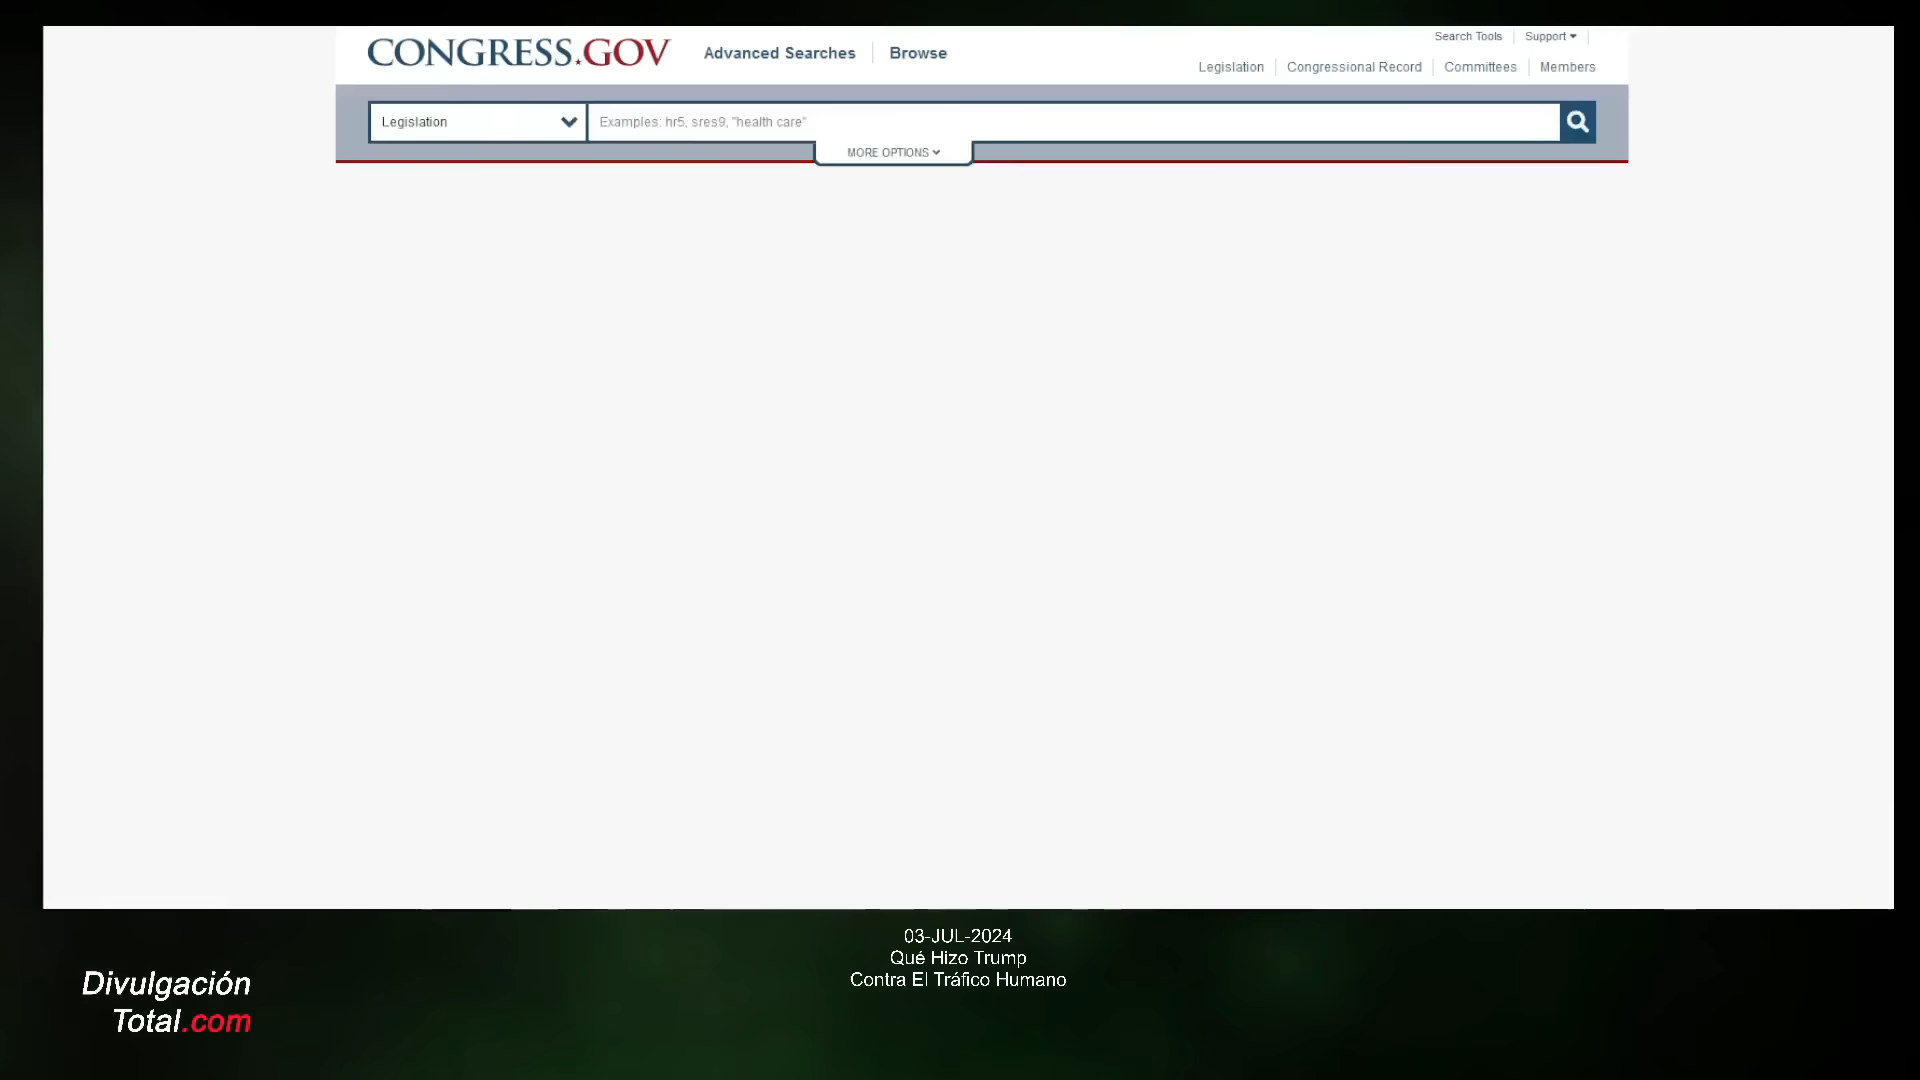 CONGRESS.GOV
Advanced Searches
Browse
Search Tools
Support
Legislation
Congressional Record
Committees
Members
Legislation
Examples: hr5, sres9, "health care"
MORE OPTIONS
03-JUL-2024
Qué Hizo Trump
Contra El Tráfico Humano
Divulgación
Total.com